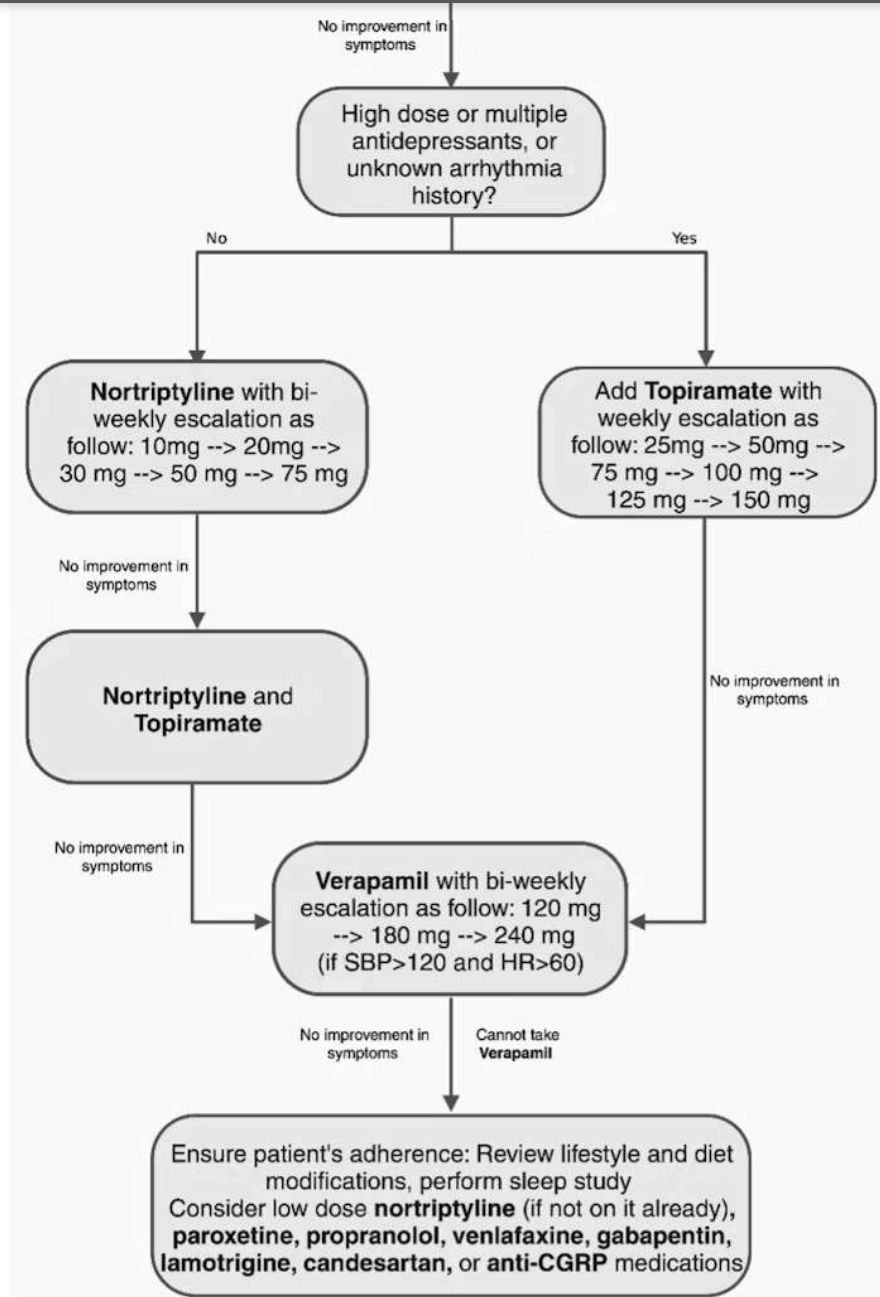 No improvement in
symptoms
High dose or multiple
antidepressants, or
unknown arrhythmia
history?
No
Yes
Nortriptyline with bi-
weekly escalation as
follow: 10mg --> 20mg -->
30 mg --> 50 mg --> 75 mg
Add Topiramate with
weekly escalation as
follow: 25mg --> 50mg -->
75 mg --> 100 mg -->
125 mg --> 150 mg
No improvement in
symptoms
Nortriptyline and
Topiramate
No improvement in
symptoms
No improvement in
symptoms
Verapamil with bi-weekly
escalation as follow: 120 mg
--> 180 mg --> 240 mg
(if SBP>120 and HR>60)
No improvement in
symptoms
Cannot take
Verapamil
Ensure patient's adherence: Review lifestyle and diet
modifications, perform sleep study
Consider low dose nortriptyline (if not on it already),
paroxetine, propranolol, venlafaxine, gabapentin,
lamotrigine, candesartan, or anti-CGRP medications